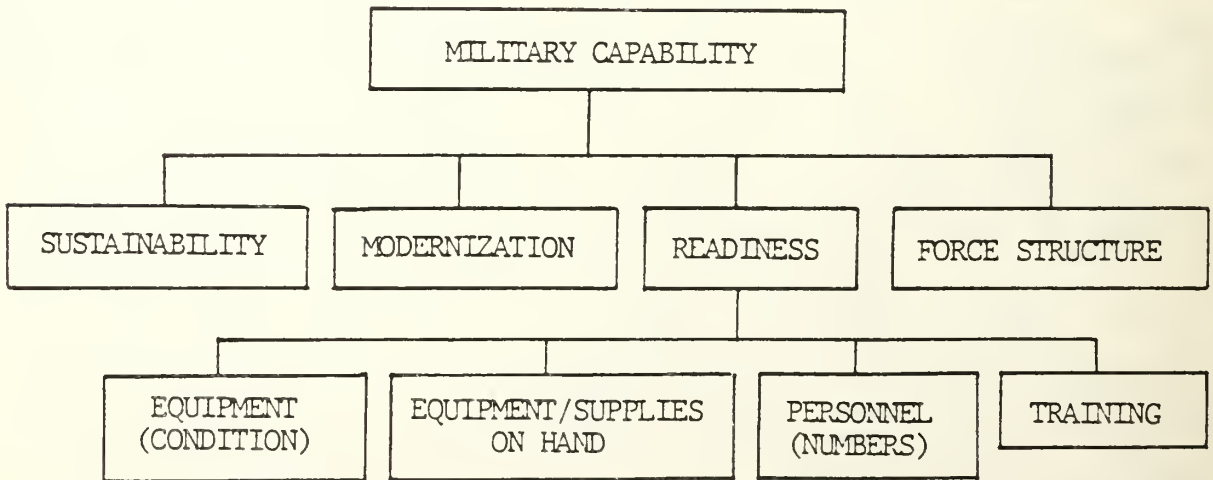 MILITARY CAPABILITY
SUSTAINABILITY
MODERNIZATION
READINESS
FORCE STRUCTURE
EQUIPMENT
(CONDITION)
EQUIPMENT/SUPPLIES
ON HAND
PERSONNEL
(NUMBERS)
TRAINING